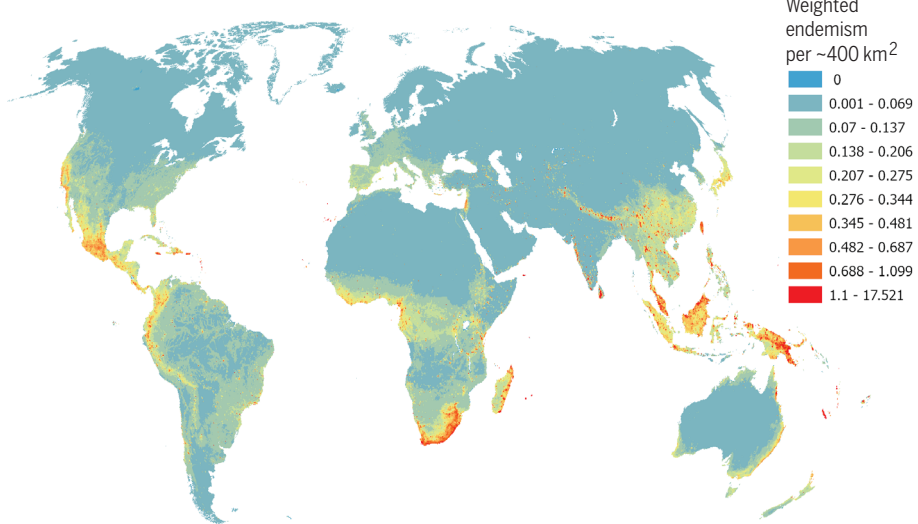 Weighted
endemism
per ~400 km2
0
0.001 - 0.069
0.07 - 0.137
0.138 - 0.206
0.207 - 0.275
0.276 - 0.344
0.345 - 0.481
0.482 - 0.687
0.688 - 1.099
1.1 - 17.521